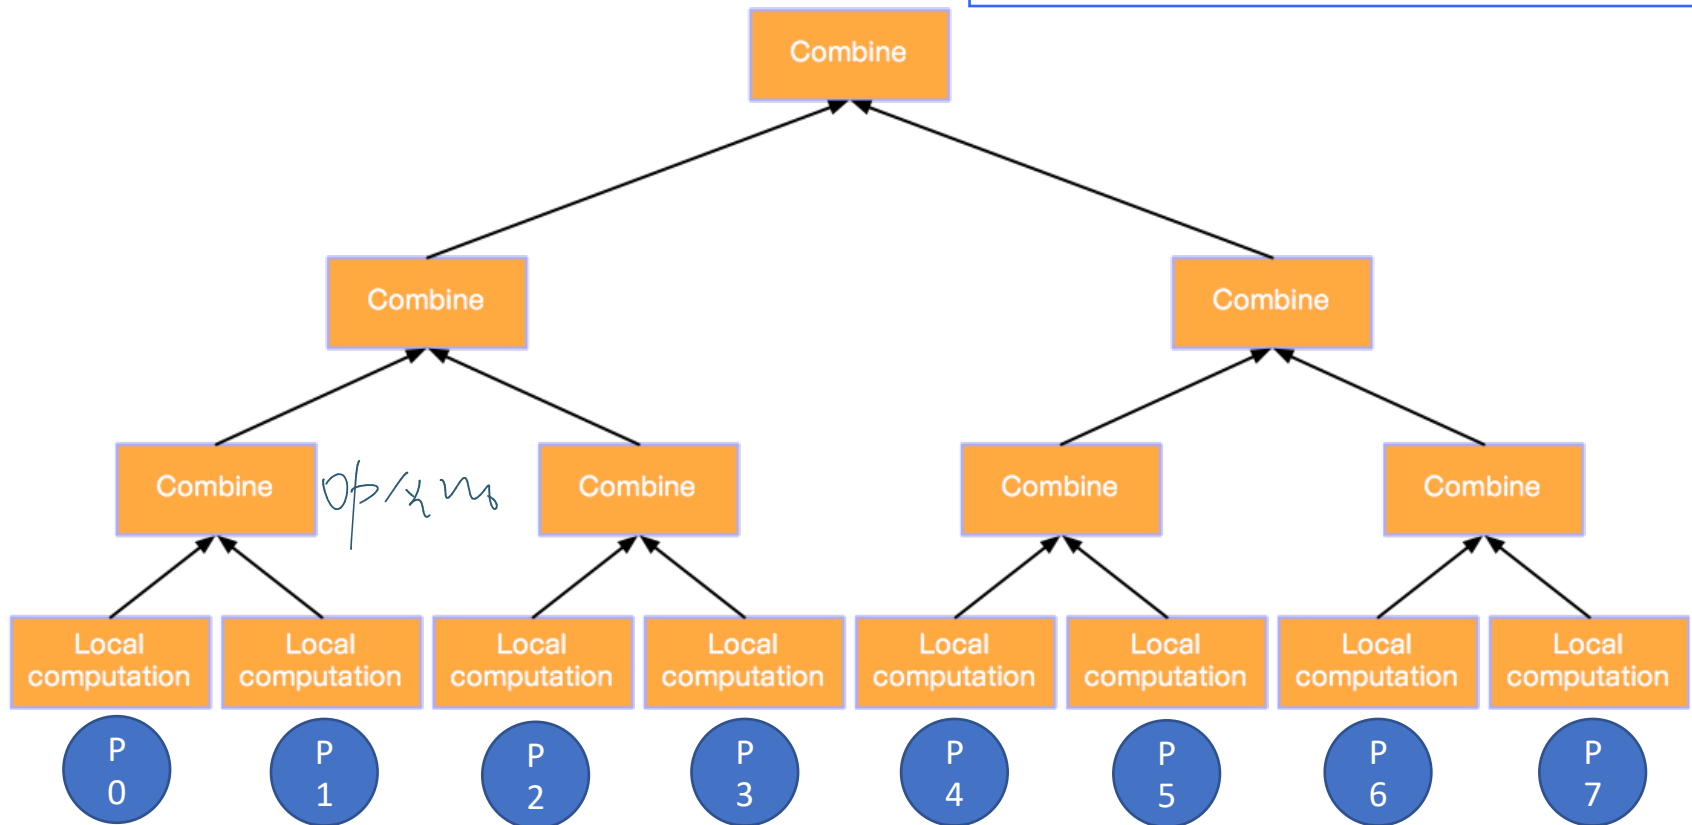 Combine
Combine
Combine
Combine
Combine
Combine
Combine
Local
computation
Local
computation
Local
computation
Local
computation
Local
computation
Local
computation
Local
computation
Local
computation
P
0
P
1
P
2
P
3
P
4
P
5
P
6
P
7